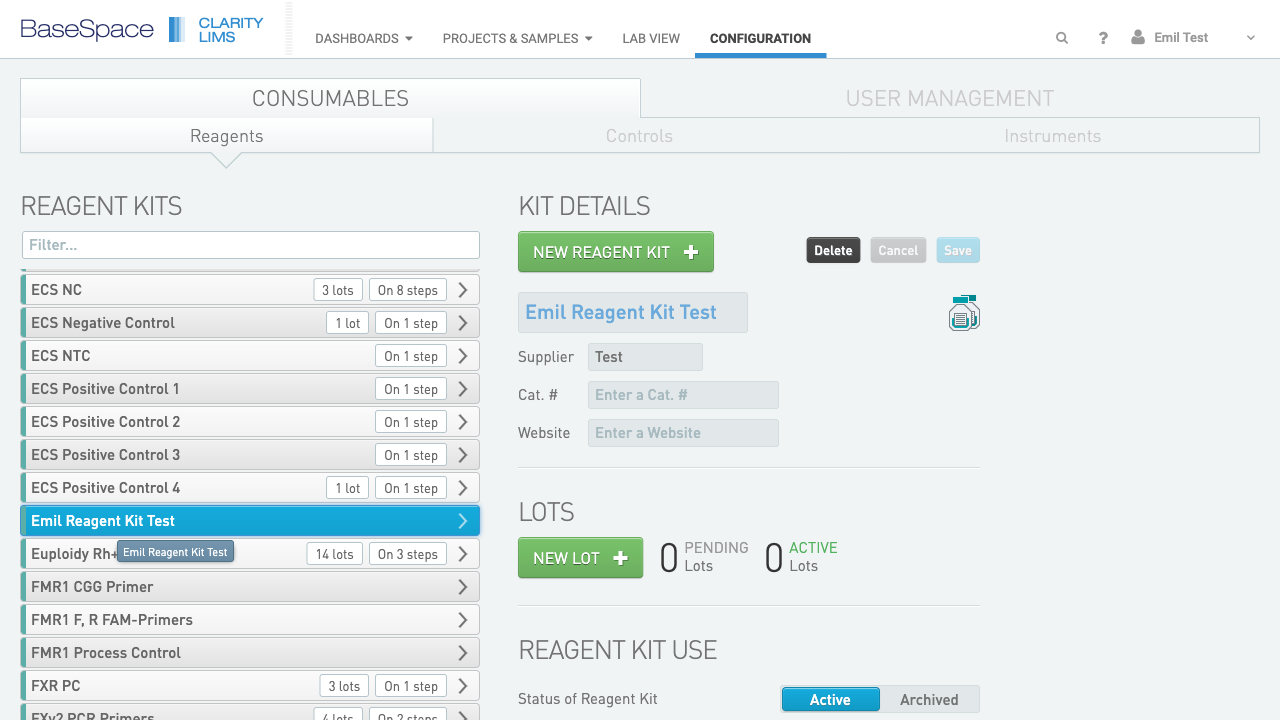 BaseSpace
CLARITY
LIMS
DASHBOARDS
PROJECTS & SAMPLES
LAB VIEW
CONFIGURATION
?
Emil Test
CONSUMABLES
USER MANAGEMENT
Reagents
Controls
Instruments
REAGENT KITS
Filter...
ECS NC 3 lots On 8 steps
ECS Negative Control 1 lot On 1 step
ECS NTC On 1 step
ECS Positive Control 1 On 1 step
ECS Positive Control 2 On 1 step
ECS Positive Control 3 On 1 step
ECS Positive Control 4 1 lot On 1 step
Emil Reagent Kit Test
Euploidy Rh+ 14 lots On 3 steps
Emil Reagent Kit Test
FMR1 CGG Primer
FMR1 F, R FAM-Primers
FMR1 Process Control
FXR PC 3 lots On 1 step
FXv2 PCR Primers 4 lots On 2 steps
KIT DETAILS
NEW REAGENT KIT +
Delete Cancel Save
Emil Reagent Kit Test
Supplier Test
Cat. # Enter a Cat. #
Website Enter a Website
LOTS
NEW LOT +
0 PENDING Lots
0 ACTIVE Lots
REAGENT KIT USE
Status of Reagent Kit Active Archived